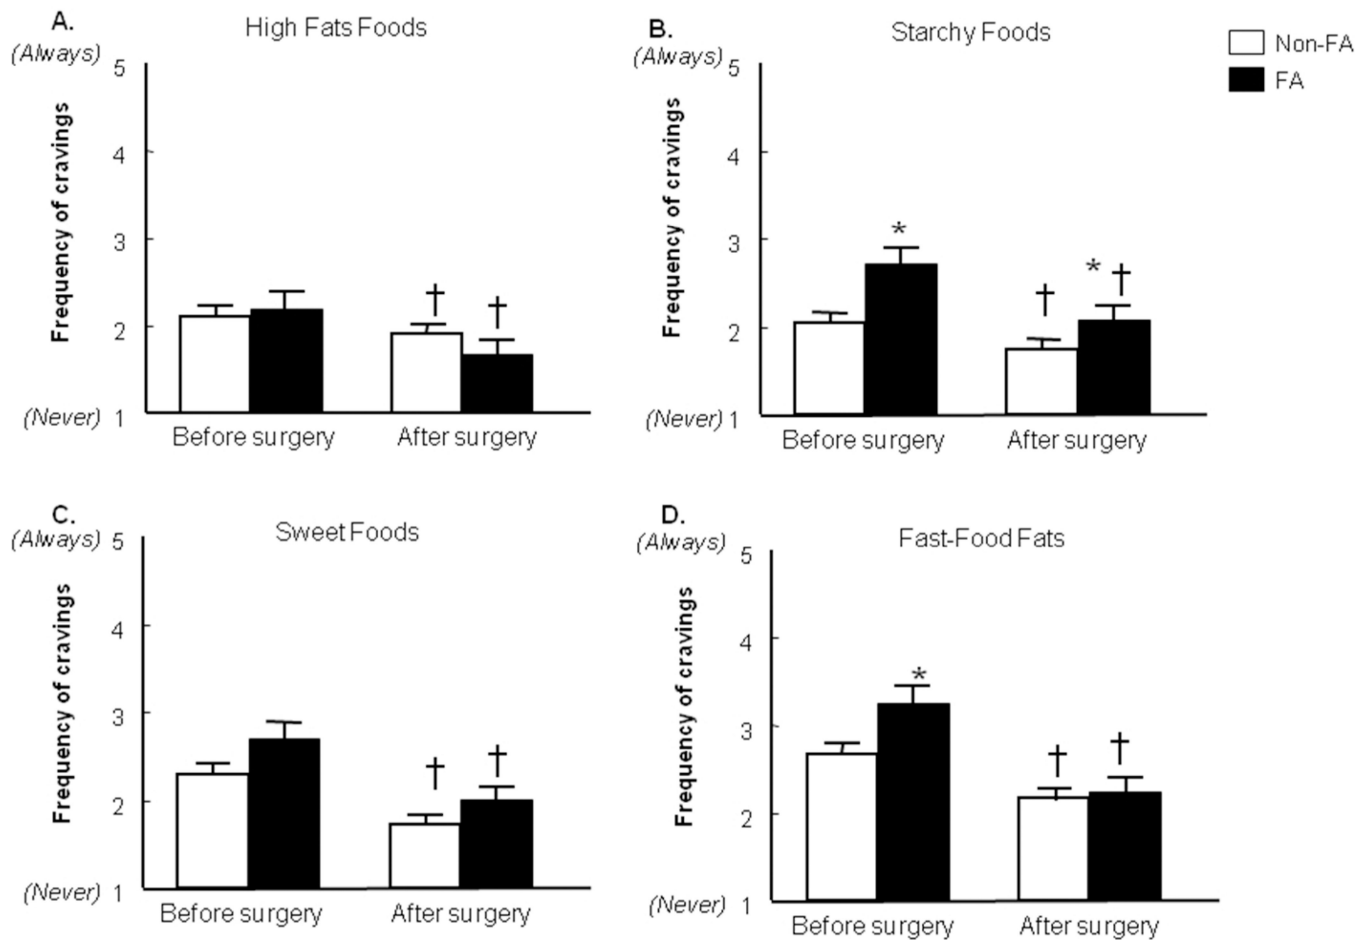 A.
High Fats Foods
(Always) 5
4
3
2
(Never) 1
Frequency of cravings
† †
Before surgery After surgery
B.
Starchy Foods
(Always) 5
4
3
2
(Never) 1
Frequency of cravings
* † * †
Before surgery After surgery
Non-FA
FA
C.
Sweet Foods
(Always) 5
4
3
2
(Never) 1
Frequency of cravings
† †
Before surgery After surgery
D.
Fast-Food Fats
(Always) 5
4
3
2
(Never) 1
Frequency of cravings
* † †
Before surgery After surgery